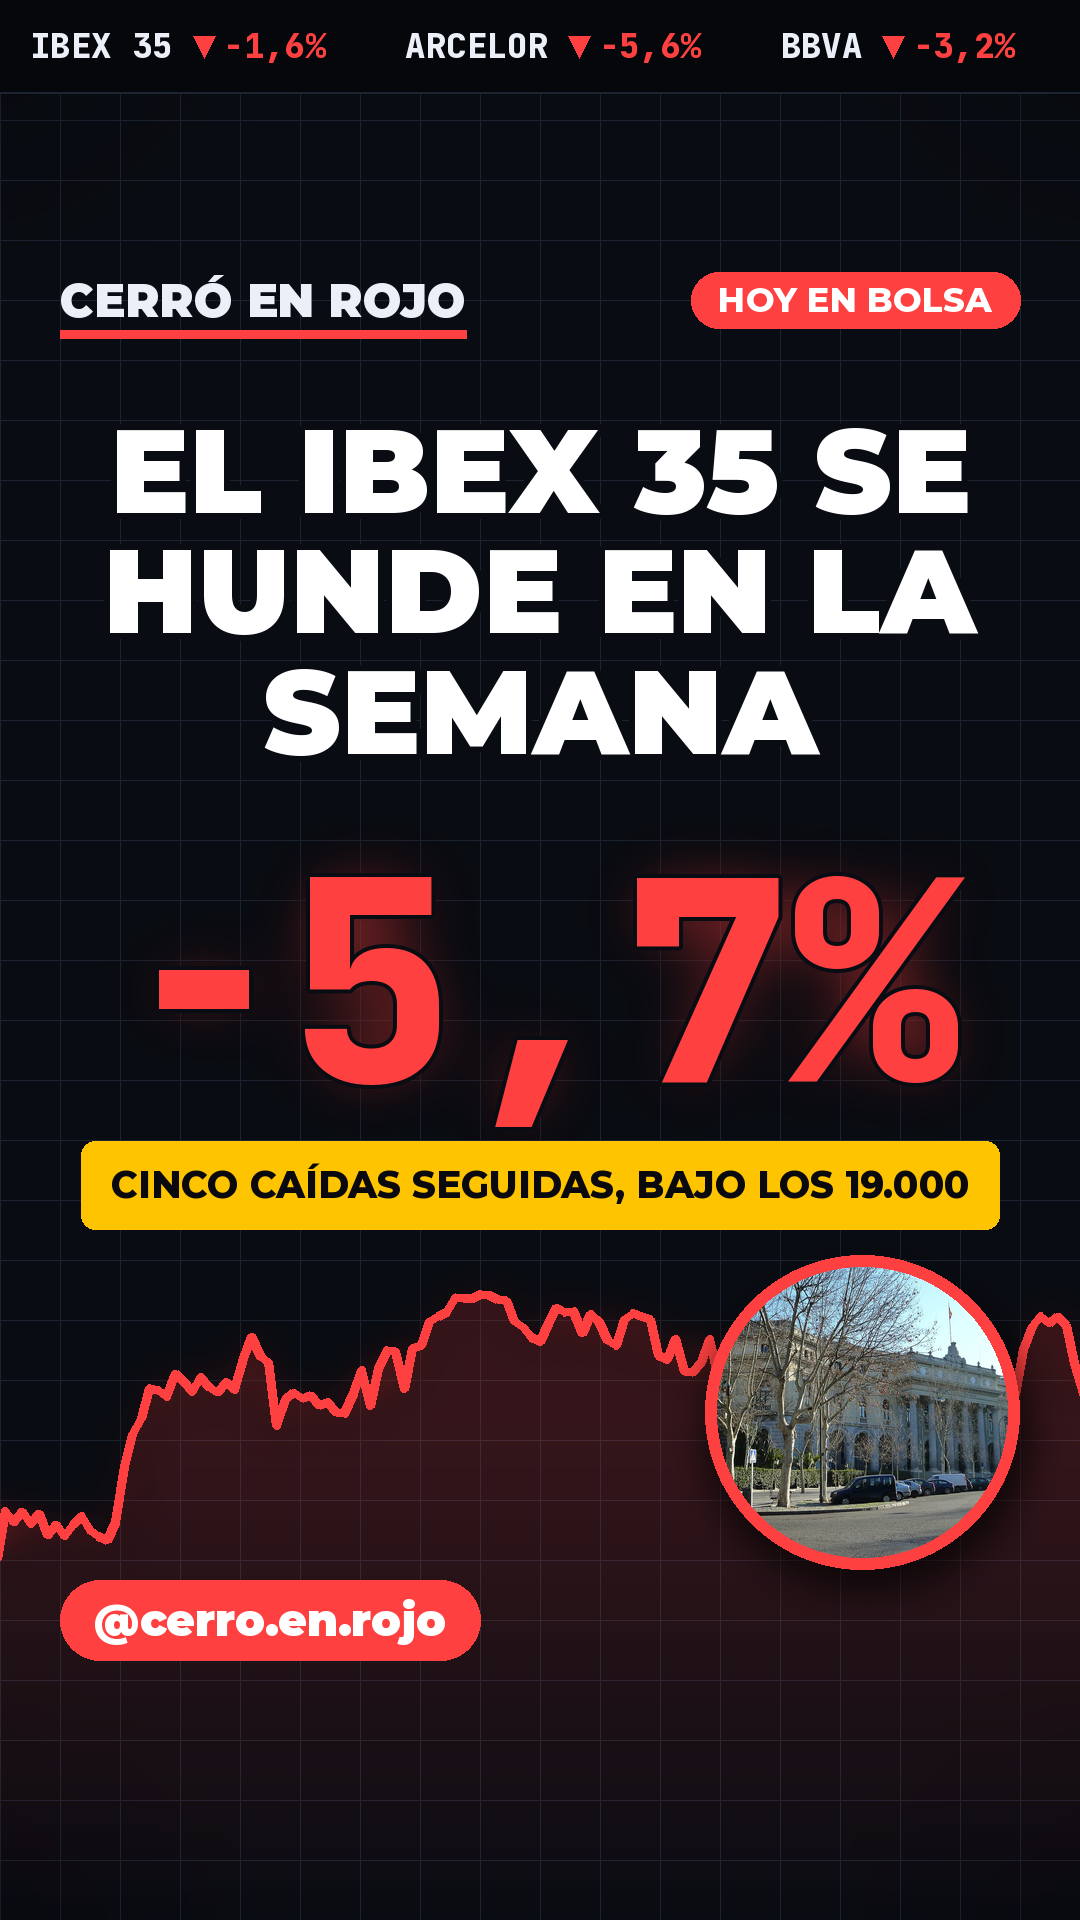 IBEX 35 ▼ -1,6% ARCELOR ▼ -5,6% BBVA ▼ -3,2%
CERRÓ EN ROJO
HOY EN BOLSA
EL IBEX 35 SE
HUNDE EN LA
SEMANA
-5,7%
CINCO CAÍDAS SEGUIDAS, BAJO LOS 19.000
@cerro.en.rojo